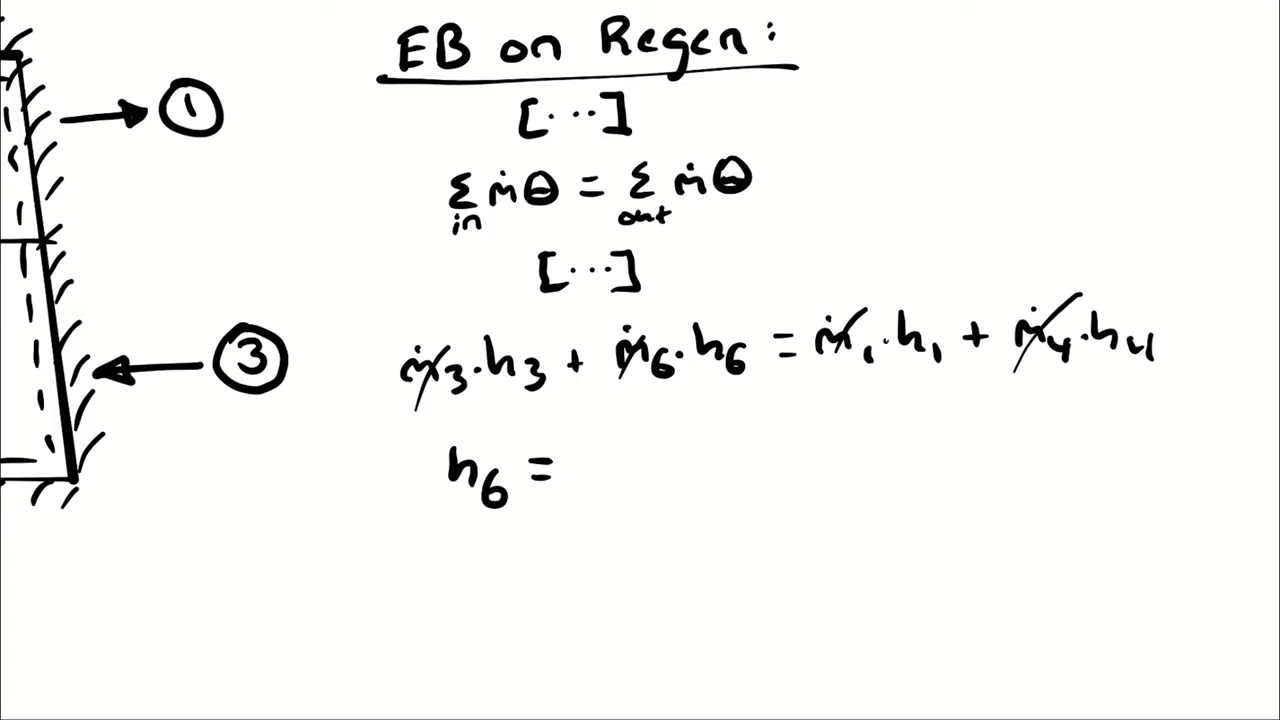 EB on Regen:
①
[...]
Σ ṁθ = Σ ṁθ
in out
[...]
③
ṁ₃·h₃ + ṁ₆·h₆ = ṁ₁·h₁ + ṁ₄·h₄
h₆ =